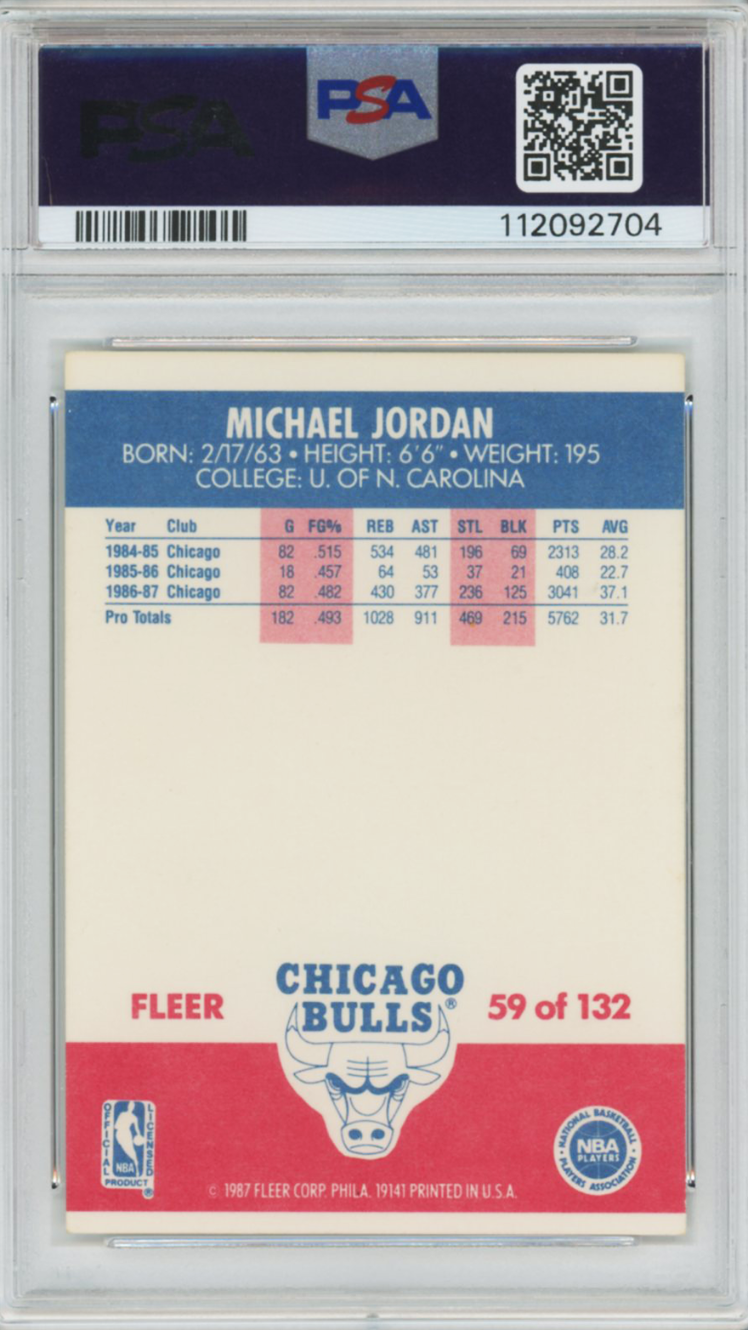 PSA
PSA
112092704
MICHAEL JORDAN
BORN: 2/17/63 • HEIGHT: 6'6" • WEIGHT: 195
COLLEGE: U. OF N. CAROLINA
Year Club G FG% REB AST STL BLK PTS AVG
1984-85 Chicago 82 .515 534 481 196 69 2313 28.2
1985-86 Chicago 18 .457 64 53 37 21 408 22.7
1986-87 Chicago 82 .482 430 377 236 125 3041 37.1
Pro Totals 182 .493 1028 911 469 215 5762 31.7
CHICAGO
BULLS®
FLEER
59 of 132
OFFICIAL
LICENSED
NBA
PRODUCT
®
NATIONAL BASKETBALL
NBA
PLAYERS
PLAYERS ASSOCIATION
© 1987 FLEER CORP. PHILA. 19141 PRINTED IN U.S.A.